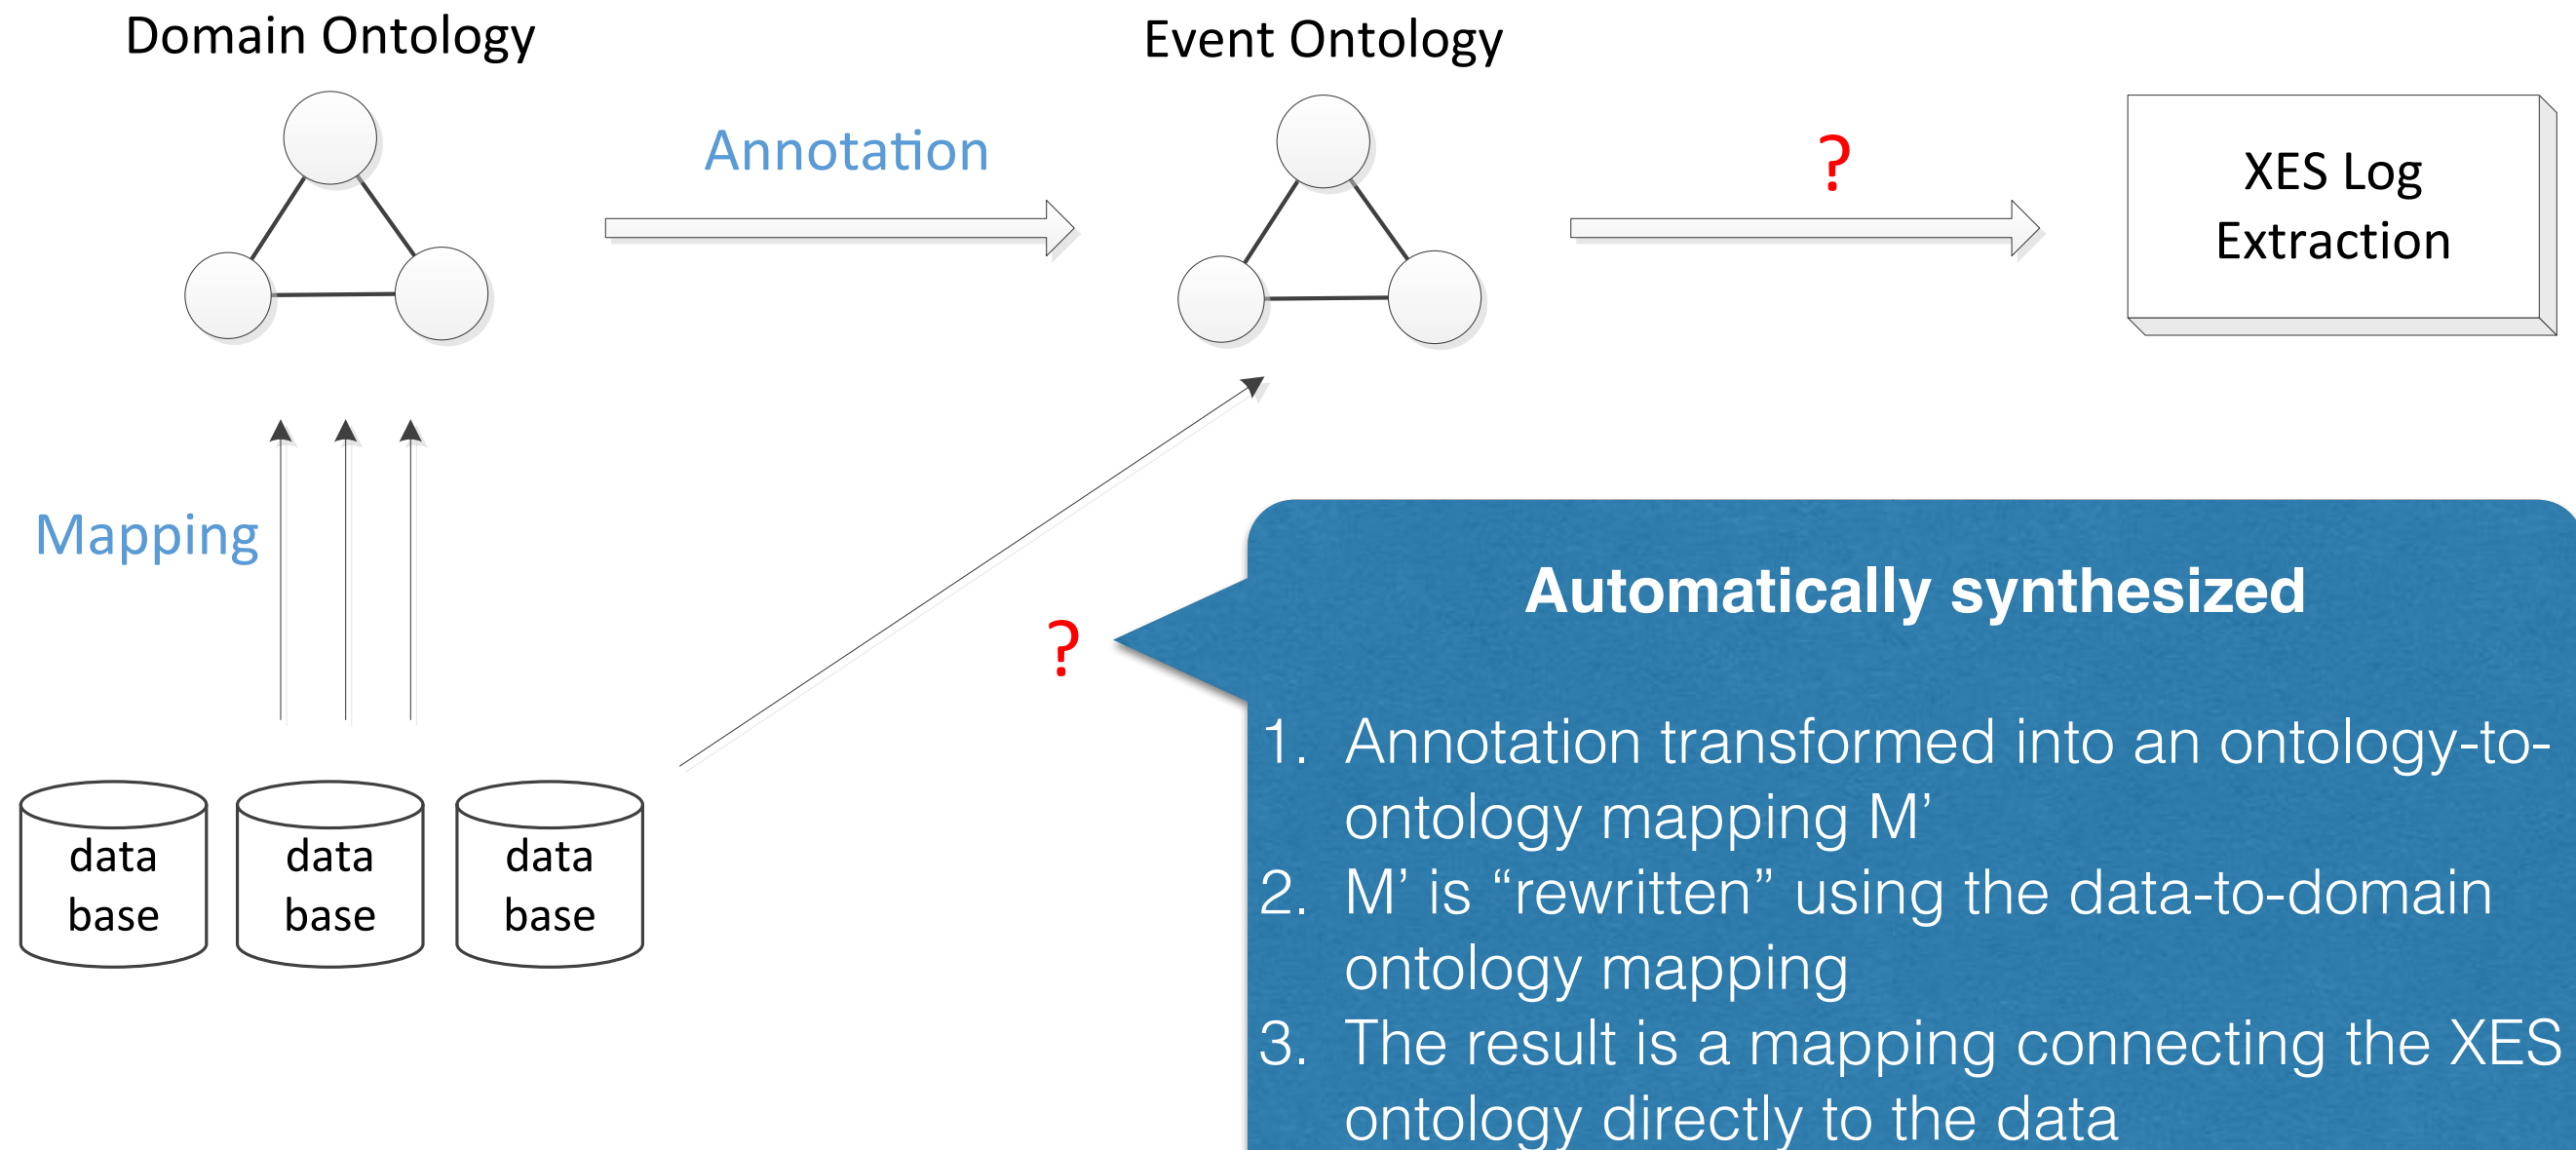 Domain Ontology
Event Ontology
Annotation
?
XES Log
Extraction
Mapping
?
data
base
data
base
data
base
Automatically synthesized
1. Annotation transformed into an ontology-to-
ontology mapping M’
2. M’ is “rewritten” using the data-to-domain
ontology mapping
3. The result is a mapping connecting the XES
ontology directly to the data